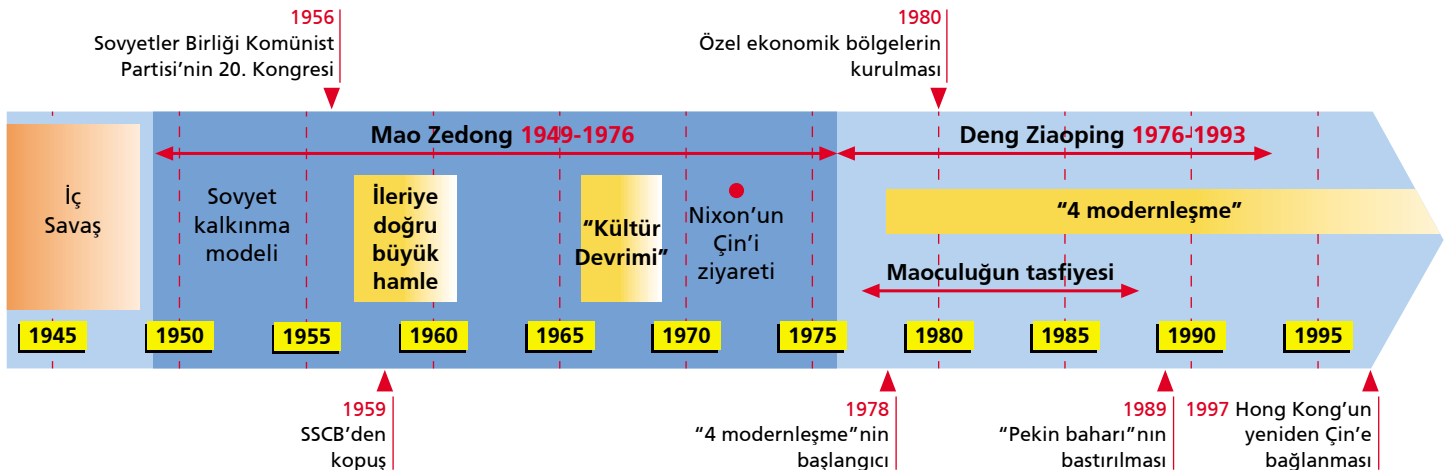 1956
Sovyetler Birliği Komünist
Partisi’nin 20. Kongresi
1980
Özel ekonomik bölgelerin
kurulması
Mao Zedong 1949-1976
Deng Ziaoping 1976-1993
İç
Savaş
Sovyet
kalkınma
modeli
İleriye
doğru
büyük
hamle
“Kültür
Devrimi”
Nixon’un
Çin’i
ziyareti
“4 modernleşme”
Maoculuğun tasfiyesi
1945
1950
1955
1960
1965
1970
1975
1980
1985
1990
1995
1959
SSCB’den
kopuş
1978
“4 modernleşme”nin
başlangıcı
1989
“Pekin baharı”nın
bastırılması
1997 Hong Kong’un
yeniden Çin’e
bağlanması